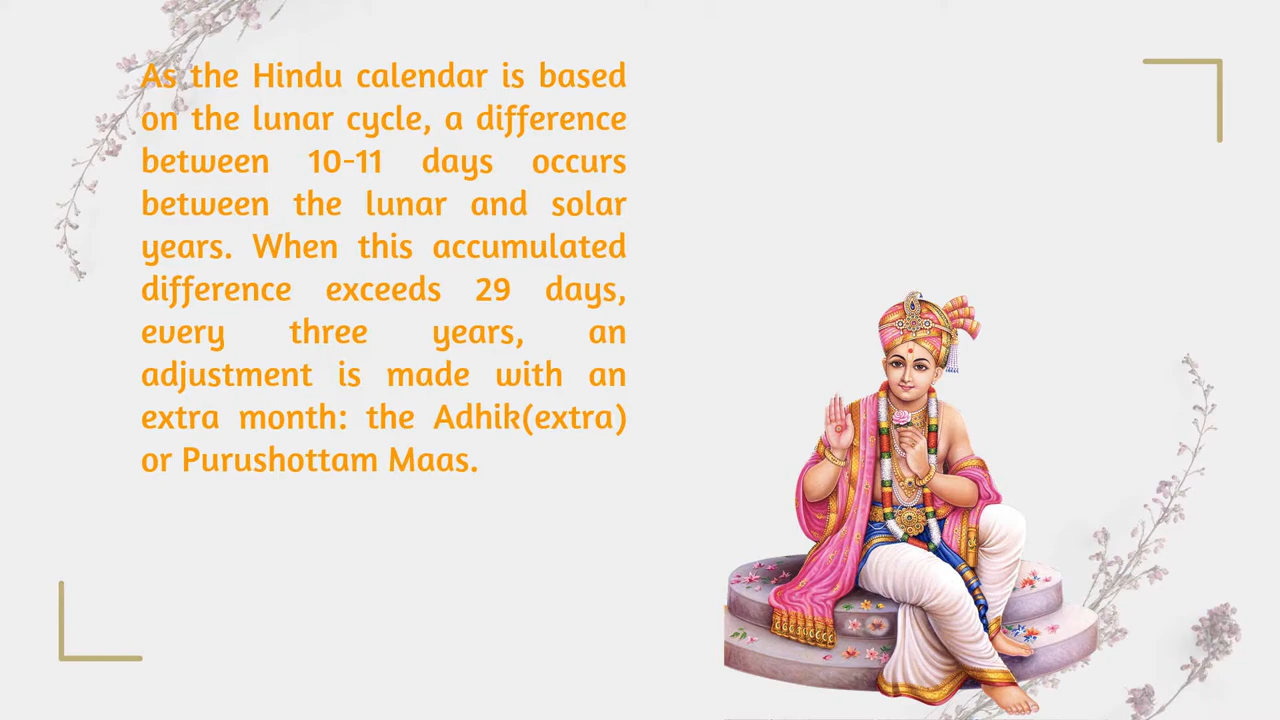 As the Hindu calendar is based
on the lunar cycle, a difference
between 10-11 days occurs
between the lunar and solar
years. When this accumulated
difference exceeds 29 days,
every three years, an
adjustment is made with an
extra month: the Adhik(extra)
or Purushottam Maas.